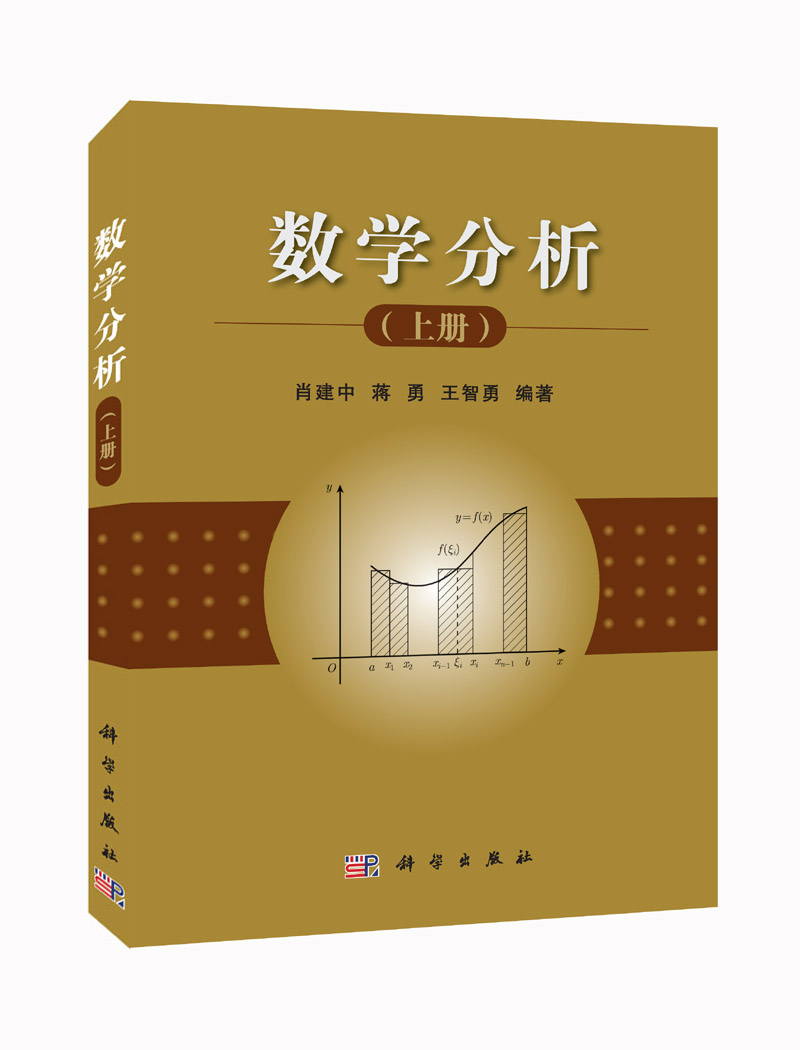 数学分析
（上册）
肖建中 蒋 勇 王智勇 编著
y
y=f(x)
f(ξᵢ)
O a x₁ x₂ xᵢ₋₁ ξᵢ xᵢ xₙ₋₁ b x
科学出版社
数学分析
（上册）
科学出版社